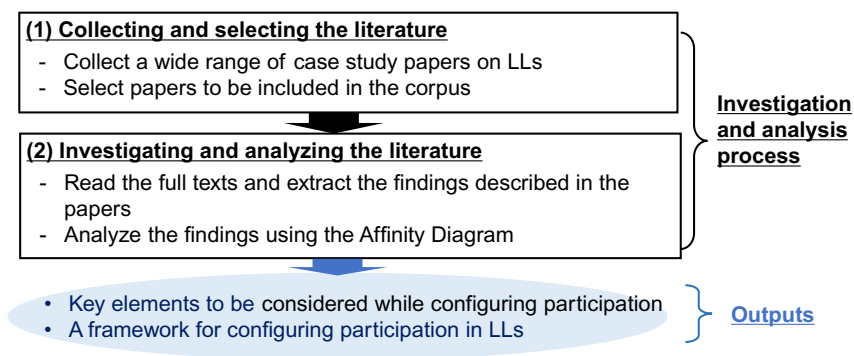 (1) Collecting and selecting the literature
- Collect a wide range of case study papers on LLs
- Select papers to be included in the corpus
(2) Investigating and analyzing the literature
- Read the full texts and extract the findings described in the
papers
- Analyze the findings using the Affinity Diagram
Investigation
and analysis
process
• Key elements to be considered while configuring participation
• A framework for configuring participation in LLs
Outputs